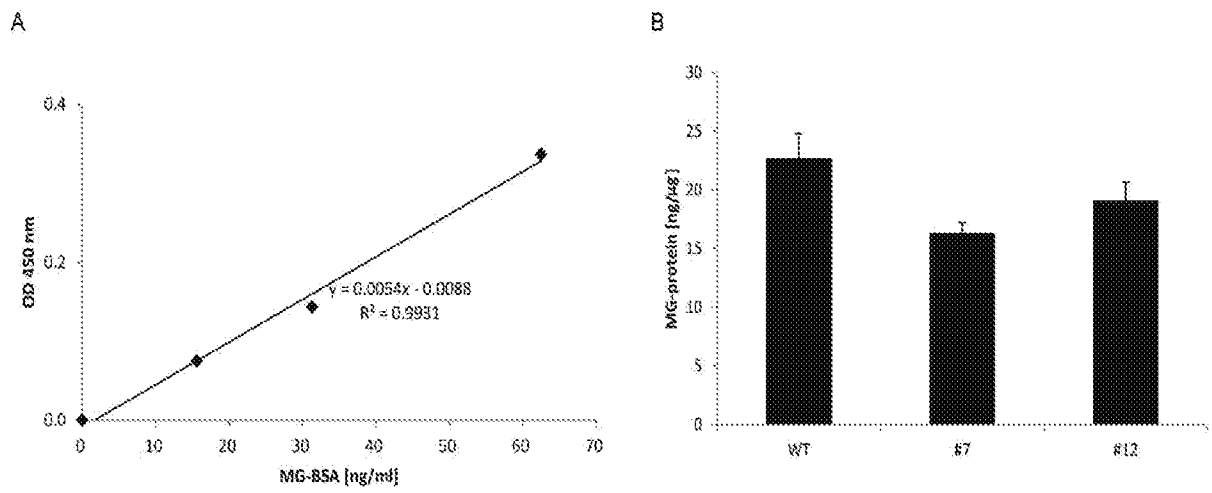 A
0.4
0.2
0.0
OD 450 nm
y = 0.0054x - 0.0088
R² = 0.9931
0 10 20 30 40 50 60 70
MG-BSA [ng/ml]
B
30
25
20
15
10
5
0
MG-protein [ng/µg]
WT #7 #12